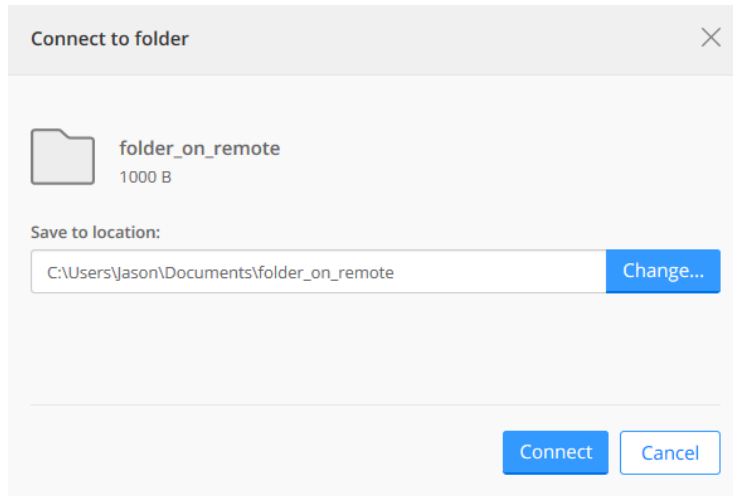 Connect to folder
folder_on_remote
1000 B
Save to location:
C:\Users\Jason\Documents\folder_on_remote
Change...
Connect
Cancel